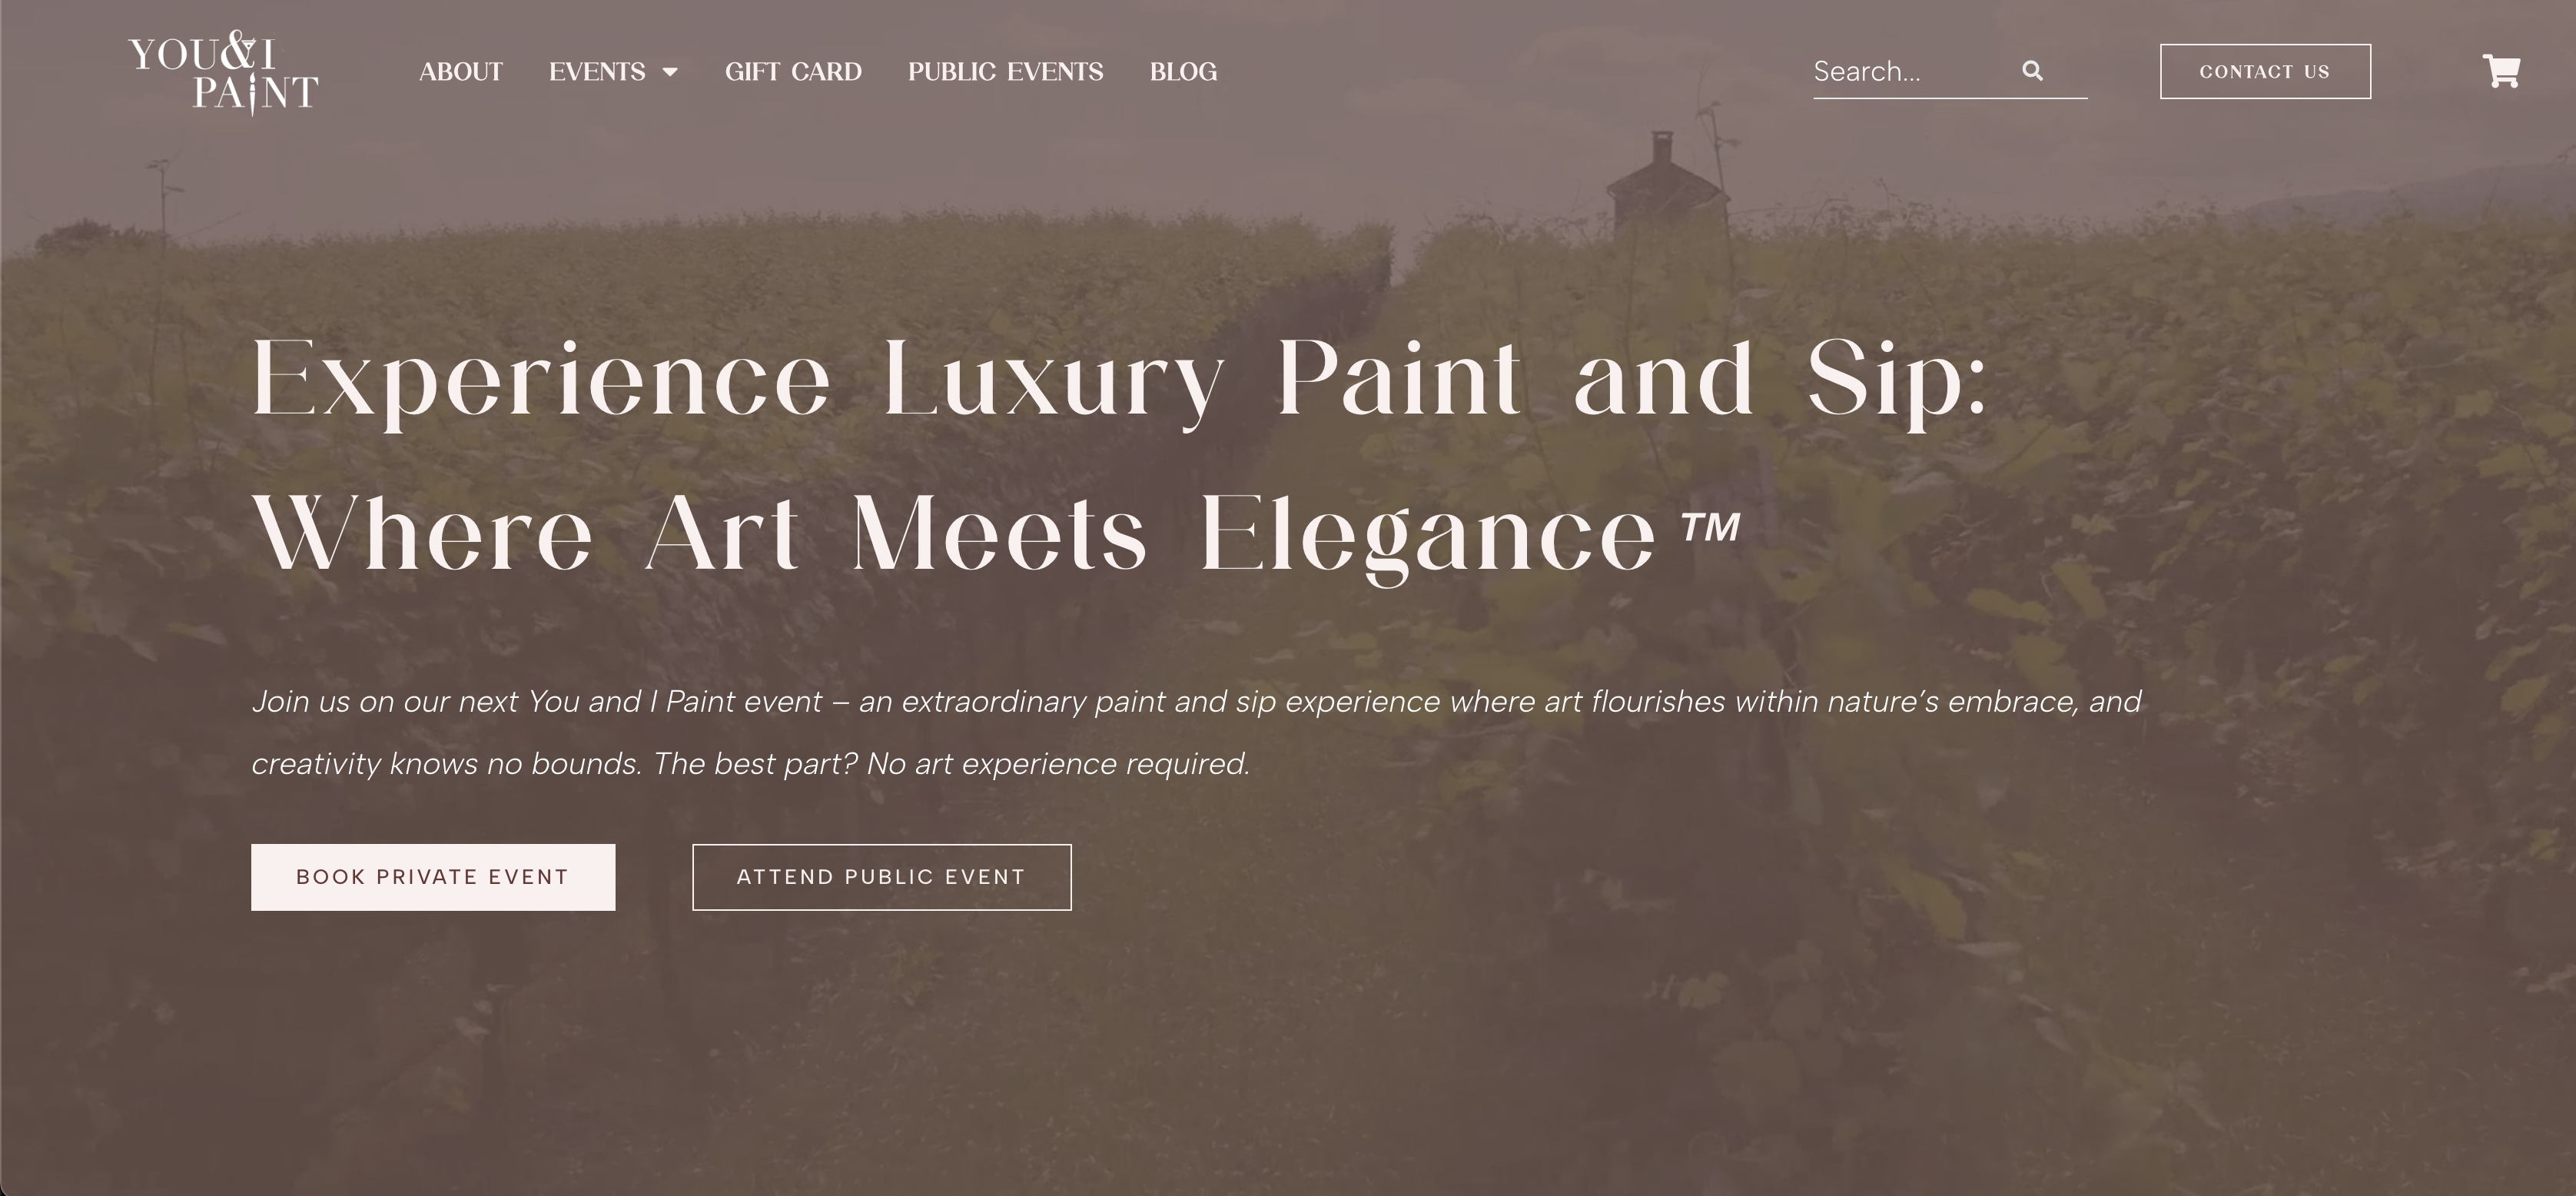 YOU&I
PAINT
ABOUT
EVENTS
GIFT CARD
PUBLIC EVENTS
BLOG
Search...
CONTACT US
Experience Luxury Paint and Sip:
Where Art Meets Elegance™
Join us on our next You and I Paint event – an extraordinary paint and sip experience where art flourishes within nature’s embrace, and
creativity knows no bounds. The best part? No art experience required.
BOOK PRIVATE EVENT
ATTEND PUBLIC EVENT